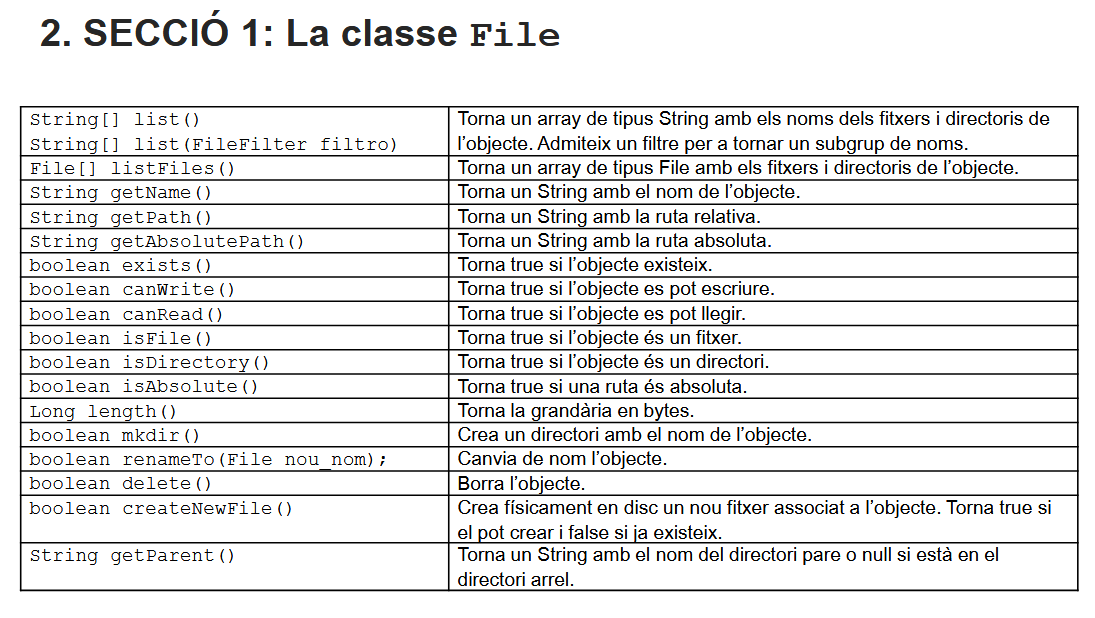 2. SECCIÓ 1: La classe File
String[] list()
String[] list(FileFilter filtro)
Torna un array de tipus String amb els noms dels fitxers i directoris de
l’objecte. Admiteix un filtre per a tornar un subgrup de noms.
File[] listFiles()
Torna un array de tipus File amb els fitxers i directoris de l’objecte.
String getName()
Torna un String amb el nom de l’objecte.
String getPath()
Torna un String amb la ruta relativa.
String getAbsolutePath()
Torna un String amb la ruta absoluta.
boolean exists()
Torna true si l’objecte existeix.
boolean canWrite()
Torna true si l’objecte es pot escriure.
boolean canRead()
Torna true si l’objecte es pot llegir.
boolean isFile()
Torna true si l’objecte és un fitxer.
boolean isDirectory()
Torna true si l’objecte és un directori.
boolean isAbsolute()
Torna true si una ruta és absoluta.
Long length()
Torna la grandària en bytes.
boolean mkdir()
Crea un directori amb el nom de l’objecte.
boolean renameTo(File nou_nom);
Canvia de nom l’objecte.
boolean delete()
Borra l’objecte.
boolean createNewFile()
Crea físicament en disc un nou fitxer associat a l’objecte. Torna true si
el pot crear i false si ja existeix.
String getParent()
Torna un String amb el nom del directori pare o null si està en el
directori arrel.